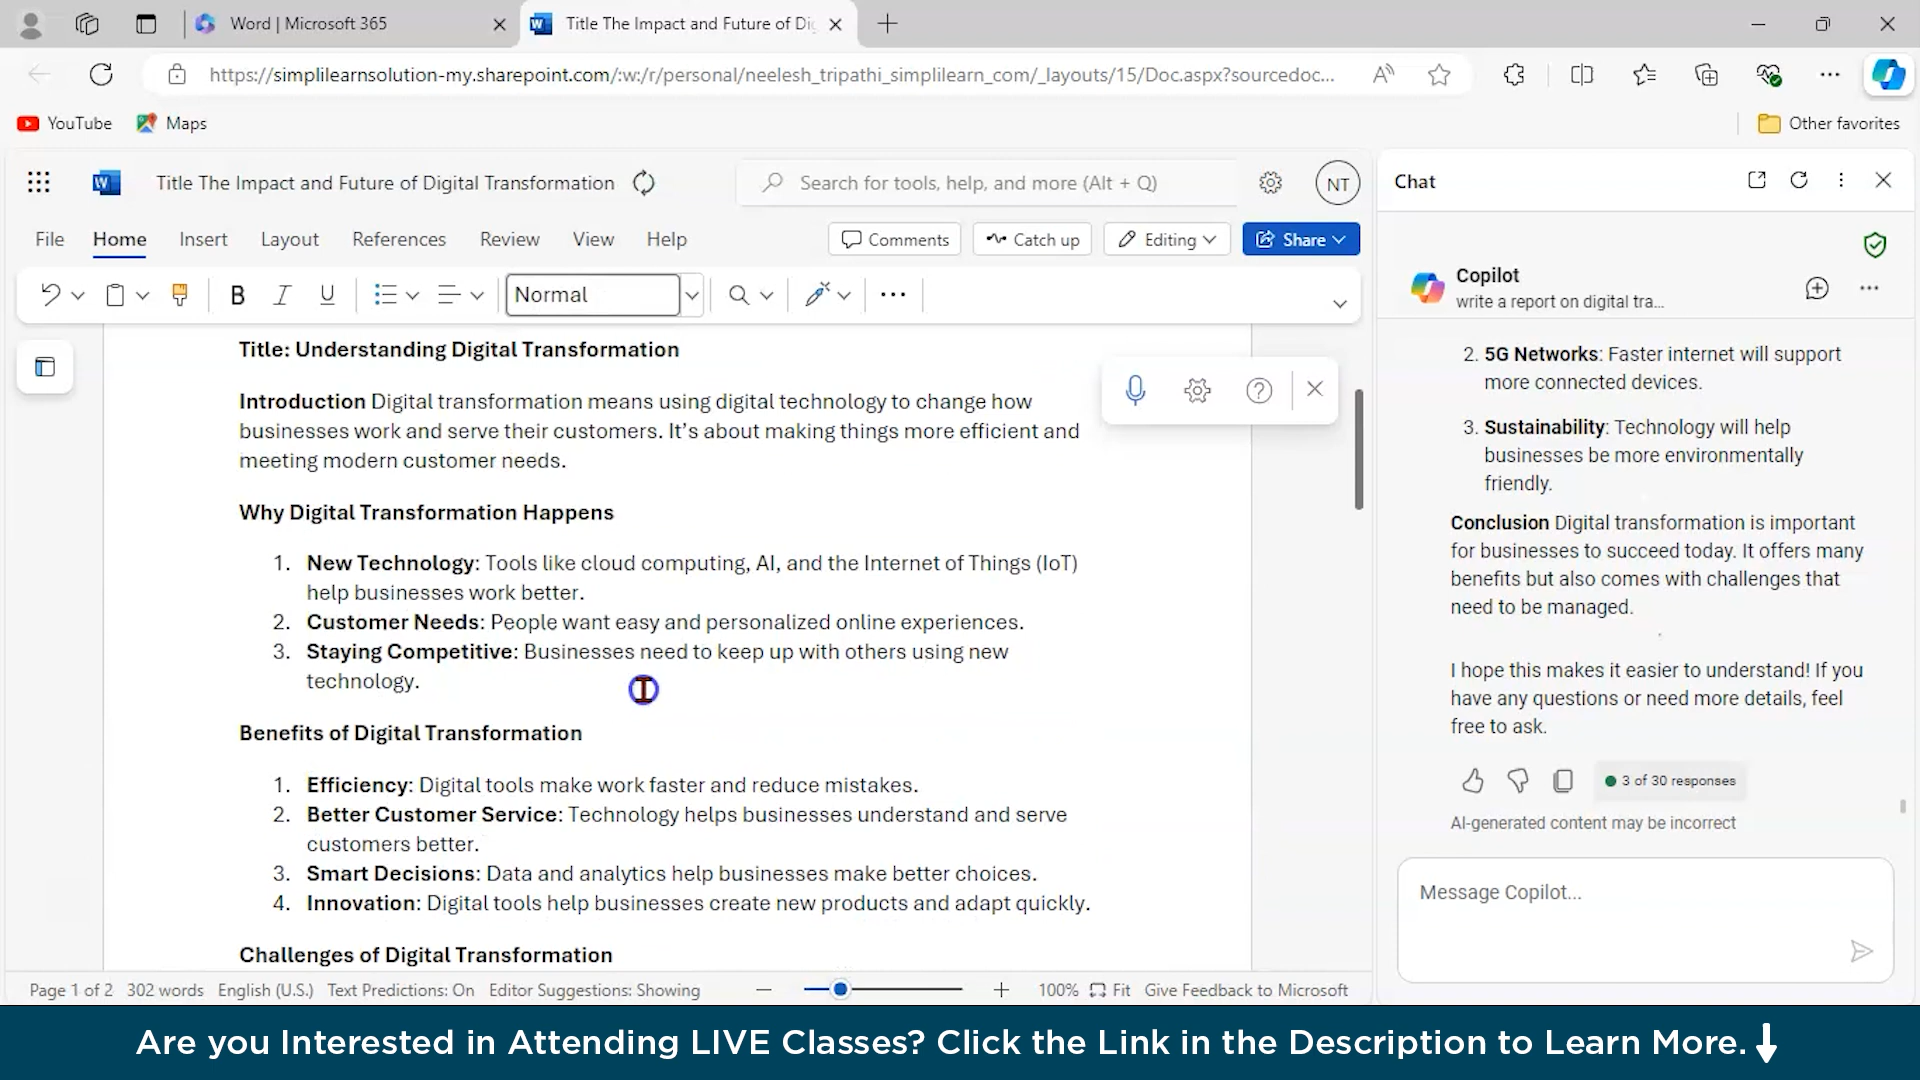 Word | Microsoft 365
Title The Impact and Future of Di
https://simplilearnsolution-my.sharepoint.com/:w:/r/personal/neelesh_tripathi_simplilearn_com/_layouts/15/Doc.aspx?sourcedoc...
YouTube
Maps
Other favorites
Title The Impact and Future of Digital Transformation
Search for tools, help, and more (Alt + Q)
NT
File Home Insert Layout References Review View Help
Comments
Catch up
Editing
Share
B I U
Normal
Title: Understanding Digital Transformation
Introduction Digital transformation means using digital technology to change how
businesses work and serve their customers. It’s about making things more efficient and
meeting modern customer needs.
Why Digital Transformation Happens
1. New Technology: Tools like cloud computing, AI, and the Internet of Things (IoT)
help businesses work better.
2. Customer Needs: People want easy and personalized online experiences.
3. Staying Competitive: Businesses need to keep up with others using new
technology.
Benefits of Digital Transformation
1. Efficiency: Digital tools make work faster and reduce mistakes.
2. Better Customer Service: Technology helps businesses understand and serve
customers better.
3. Smart Decisions: Data and analytics help businesses make better choices.
4. Innovation: Digital tools help businesses create new products and adapt quickly.
Challenges of Digital Transformation
Page 1 of 2 302 words English (U.S.) Text Predictions: On Editor Suggestions: Showing
100% Fit Give Feedback to Microsoft
Chat
Copilot
write a report on digital tra...
2. 5G Networks: Faster internet will support
more connected devices.
3. Sustainability: Technology will help
businesses be more environmentally
friendly.
Conclusion Digital transformation is important
for businesses to succeed today. It offers many
benefits but also comes with challenges that
need to be managed.
I hope this makes it easier to understand! If you
have any questions or need more details, feel
free to ask.
3 of 30 responses
AI-generated content may be incorrect
Message Copilot...
Are you Interested in Attending LIVE Classes? Click the Link in the Description to Learn More.